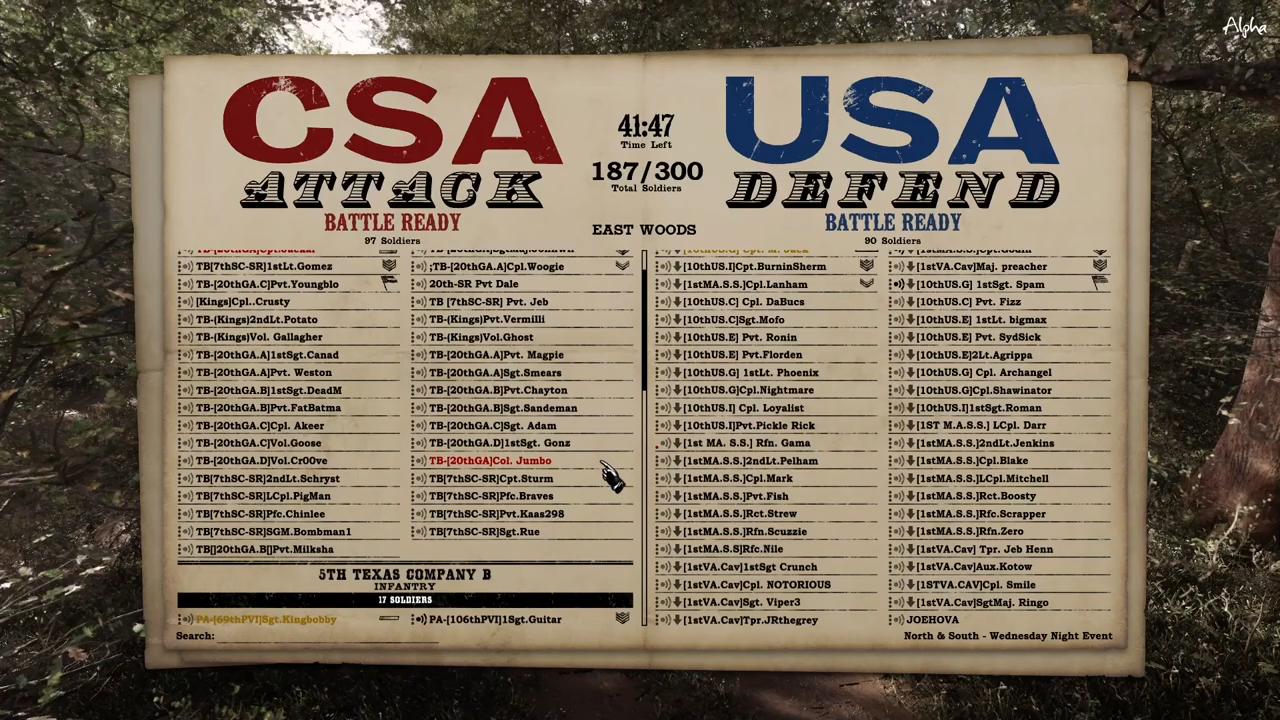 Alpha
CSA
ATTACK
BATTLE READY
97 Soldiers
41:47
Time Left
187/300
Total Soldiers
EAST WOODS
USA
DEFEND
BATTLE READY
90 Soldiers
TB[7thSC-SR]1stLt.Gomez
;TB-[20thGA.A]Cpl.Woogie
TB-[20thGA.C]Pvt.Youngblo
20th-SR Pvt Dale
[Kings]Cpl..Crusty
TB [7thSC-SR] Pvt. Jeb
TB-(Kings)2ndLt.Potato
TB-(Kings)Pvt.Vermilli
TB-(Kings)Vol. Gallagher
TB-(Kings)Vol.Ghost
TB-[20thGA.A]1stSgt.Canad
TB-[20thGA.A]Pvt. Magpie
TB-[20thGA.A]Pvt. Weston
TB-[20thGA.A]Sgt.Smears
TB-[20thGA.B]1stSgt.DeadM
TB-[20thGA.B]Pvt.Chayton
TB-[20thGA.B]Pvt.FatBatma
TB-[20thGA.B]Sgt.Sandeman
TB-[20thGA.C]Cpl. Akeer
TB-[20thGA.C]Sgt. Adam
TB-[20thGA.C]Vol.Goose
TB-[20thGA.D]1stSgt. Gonz
TB-[20thGA.D]Vol.Cr00ve
TB-[20thGA]Col. Jumbo
TB[7thSC-SR]2ndLt.Schryst
TB[7thSC-SR]Cpt.Sturm
TB[7thSC-SR]LCpl.PigMan
TB[7thSC-SR]Pfc.Braves
TB[7thSC-SR]Pfc.Chinlee
TB[7thSC-SR]Pvt.Kaas298
TB[7thSC-SR]SGM.Bombman1
TB[7thSC-SR]Sgt.Rue
TB[]20thGA.B[]Pvt.Milksha
5TH TEXAS COMPANY B
INFANTRY
17 SOLDIERS
PA-[69thPVI]Sgt.Kingbobby
PA-[106thPVI]1Sgt.Guitar
Search:
[10thUS.I]Cpt.BurninSherm
[1stVA.Cav]Maj. preacher
[1stMA.S.S.]Cpl.Lanham
[10thUS.G] 1stSgt. Spam
[10thUS.C] Cpl. DaBucs
[10thUS.C] Pvt. Fizz
[10thUS.C]Sgt.Mofo
[10thUS.E] 1stLt. bigmax
[10thUS.E] Pvt. Ronin
[10thUS.E] Pvt. SydSick
[10thUS.E] Pvt.Florden
[10thUS.E]2Lt.Agrippa
[10thUS.G] 1stLt. Phoenix
[10thUS.G] Cpl. Archangel
[10thUS.G]Cpl.Nightmare
[10thUS.G]Cpl.Shawinator
[10thUS.I] Cpl. Loyalist
[10thUS.I]1stSgt.Roman
[10thUS.I]Pvt.Pickle Rick
[1ST M.A.S.S.] LCpl. Darr
[1st MA. S.S.] Rfn. Gama
[1stMA.S.S.]2ndLt.Jenkins
[1stMA.S.S.]2ndLt.Pelham
[1stMA.S.S.]Cpl.Blake
[1stMA.S.S.]Cpl.Mark
[1stMA.S.S.]LCpl.Mitchell
[1stMA.S.S.]Pvt.Fish
[1stMA.S.S.]Rct.Boosty
[1stMA.S.S.]Rct.Strew
[1stMA.S.S.]Rfc.Scrapper
[1stMA.S.S.]Rfn.Scuzzie
[1stMA.S.S.]Rfn.Zero
[1stMA.S.S]Rfc.Nile
[1stVA.Cav] Tpr. Jeb Henn
[1stVA.Cav]1stSgt Crunch
[1stVA.Cav]Aux.Kotow
[1stVA.Cav]Cpl. NOTORIOUS
[1STVA.CAV]Cpl. Smile
[1stVA.Cav]Sgt. Viper3
[1stVA.Cav]SgtMaj. Ringo
[1stVA.Cav]Tpr.JRthegrey
JOEHOVA
North & South - Wednesday Night Event